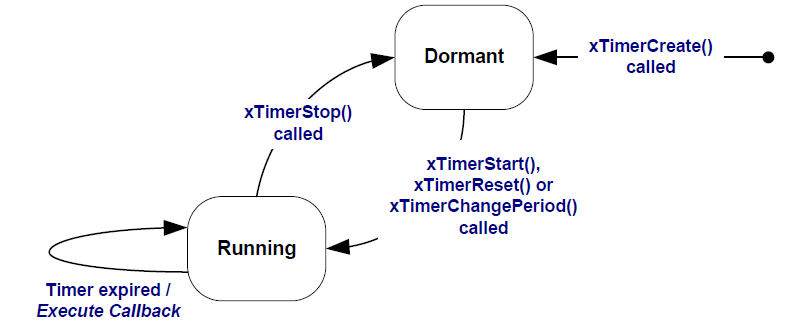 xTimerCreate()
called
Dormant
xTimerStop()
called
xTimerStart(),
xTimerReset() or
xTimerChangePeriod()
called
Running
Timer expired /
Execute Callback